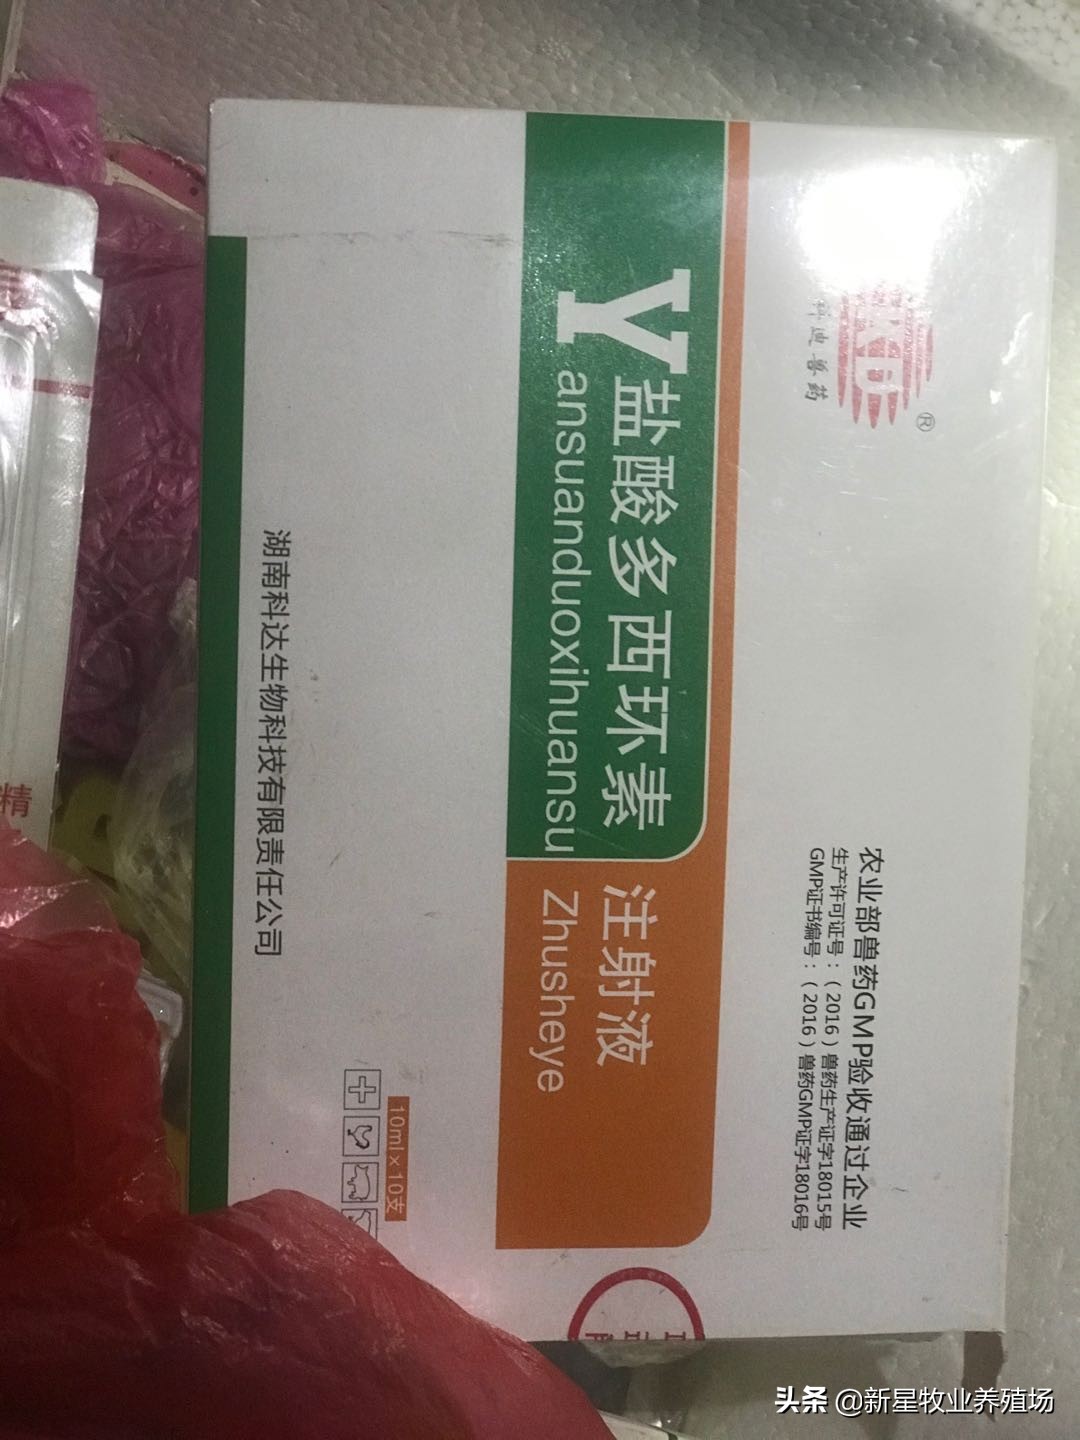 科迪兽药
®
农业部兽药GMP验收通过企业
生产许可证号：（2016）兽药生产证字18015号
GMP证书编号：（2016）兽药GMP证字18016号
盐酸多西环素 注射液
Yansuanduoxihuansu Zhusheye
10ml×10支
湖南科达生物科技有限责任公司
精
头条 @新星牧业养殖场